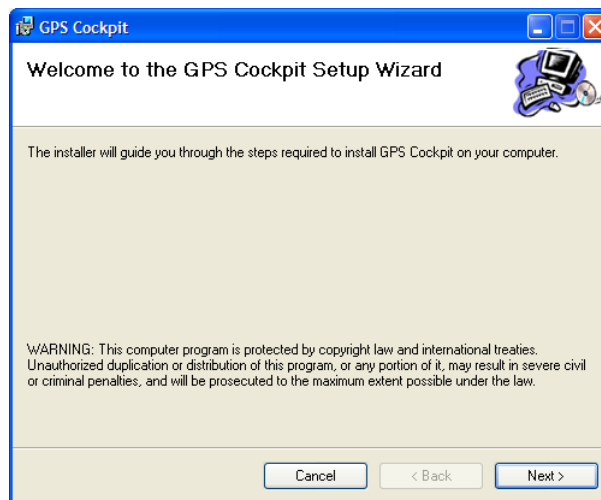 GPS Cockpit
Welcome to the GPS Cockpit Setup Wizard
The installer will guide you through the steps required to install GPS Cockpit on your computer.
WARNING: This computer program is protected by copyright law and international treaties.
Unauthorized duplication or distribution of this program, or any portion of it, may result in severe civil
or criminal penalties, and will be prosecuted to the maximum extent possible under the law.
Cancel
< Back
Next >